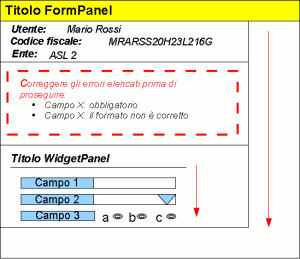 Titolo FormPanel
Utente: Mario Rossi
Codice fiscale: MRARSS20H23L216G
Ente: ASL 2
Correggere gli errori elencati prima di
proseguire:
• Campo X: obbligatorio
• Campo X: il formato non è corretto
Titolo WidgetPanel
Campo 1
Campo 2
Campo 3 a b c